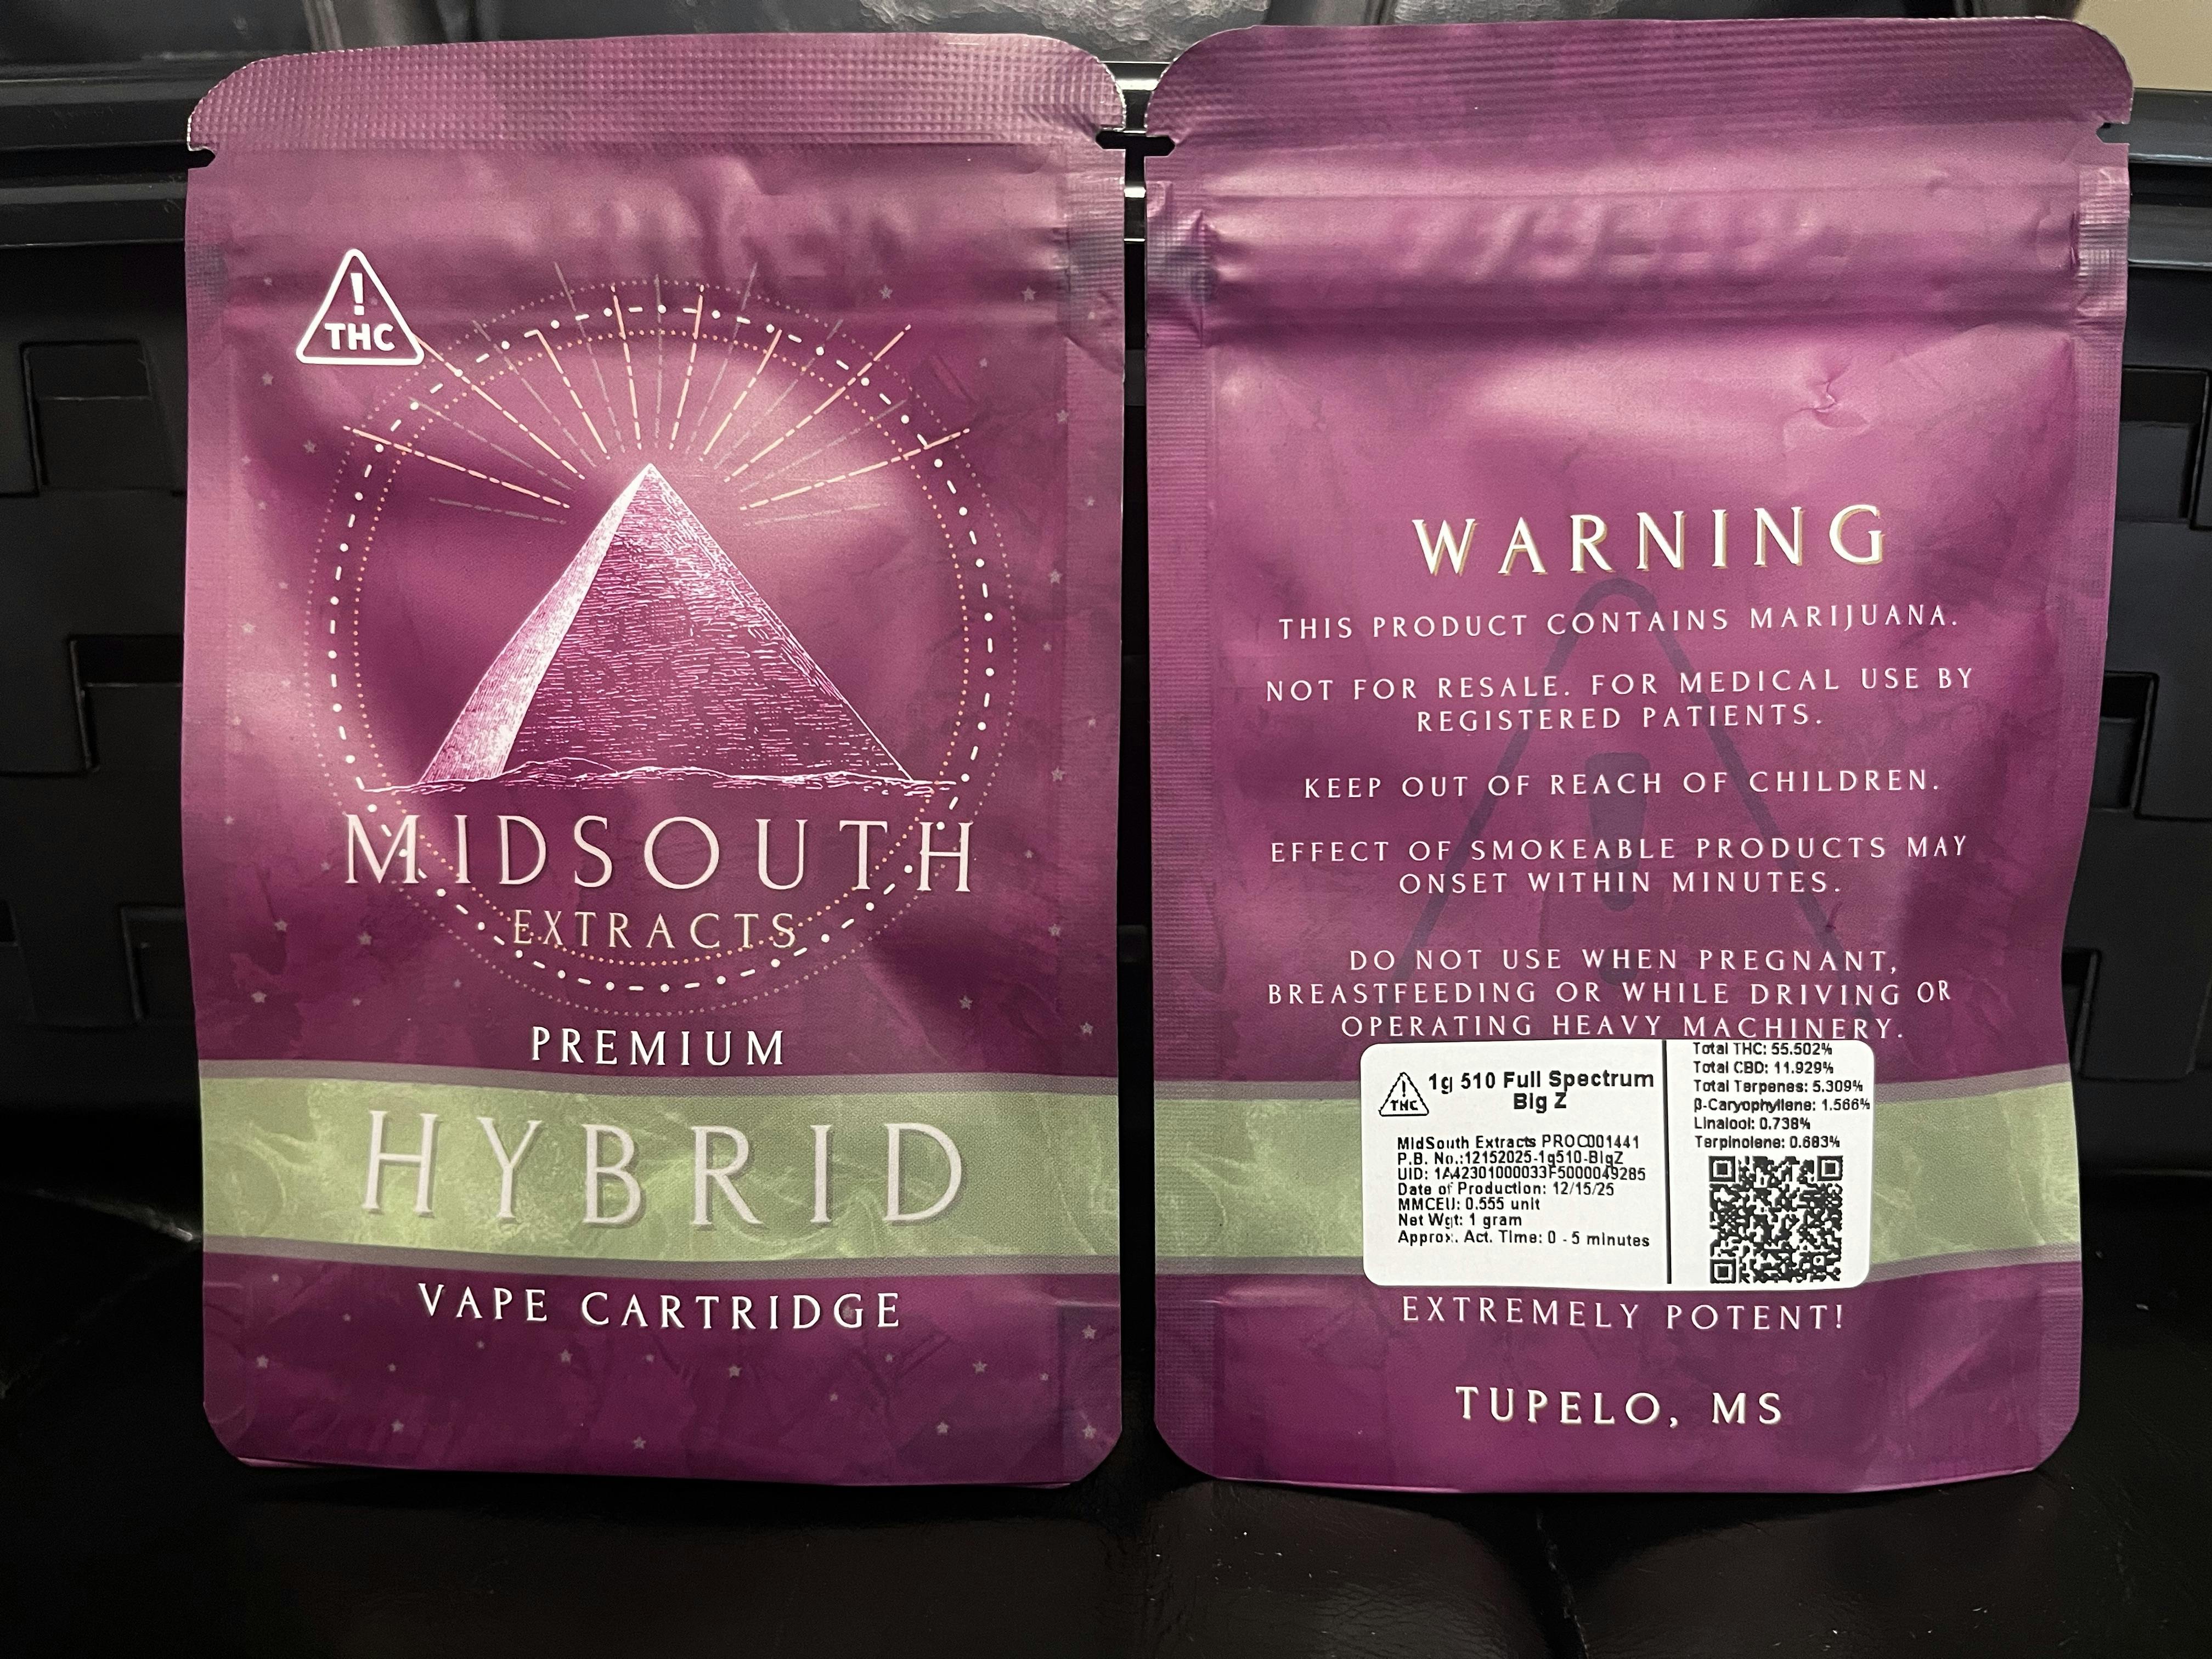 !
THC
MIDSOUTH
EXTRACTS
PREMIUM
HYBRID
VAPE CARTRIDGE
WARNING
THIS PRODUCT CONTAINS MARIJUANA.
NOT FOR RESALE. FOR MEDICAL USE BY
REGISTERED PATIENTS.
KEEP OUT OF REACH OF CHILDREN.
EFFECT OF SMOKEABLE PRODUCTS MAY
ONSET WITHIN MINUTES.
DO NOT USE WHEN PREGNANT,
BREASTFEEDING OR WHILE DRIVING OR
OPERATING HEAVY MACHINERY.
! THC
1g 510 Full Spectrum
Big Z
MidSouth Extracts PROC001441
P.B. No.:12152025-1g510-BigZ
UID: 1A42301000033F5000049285
Date of Production: 12/15/25
MMCEU: 0.555 unit
Net Wgt: 1 gram
Approx. Act. Time: 0 - 5 minutes
Total THC: 55.502%
Total CBD: 11.929%
Total Terpenes: 5.309%
β-Caryophyllene: 1.566%
Linalool: 0.738%
Terpinolene: 0.683%
EXTREMELY POTENT!
TUPELO, MS